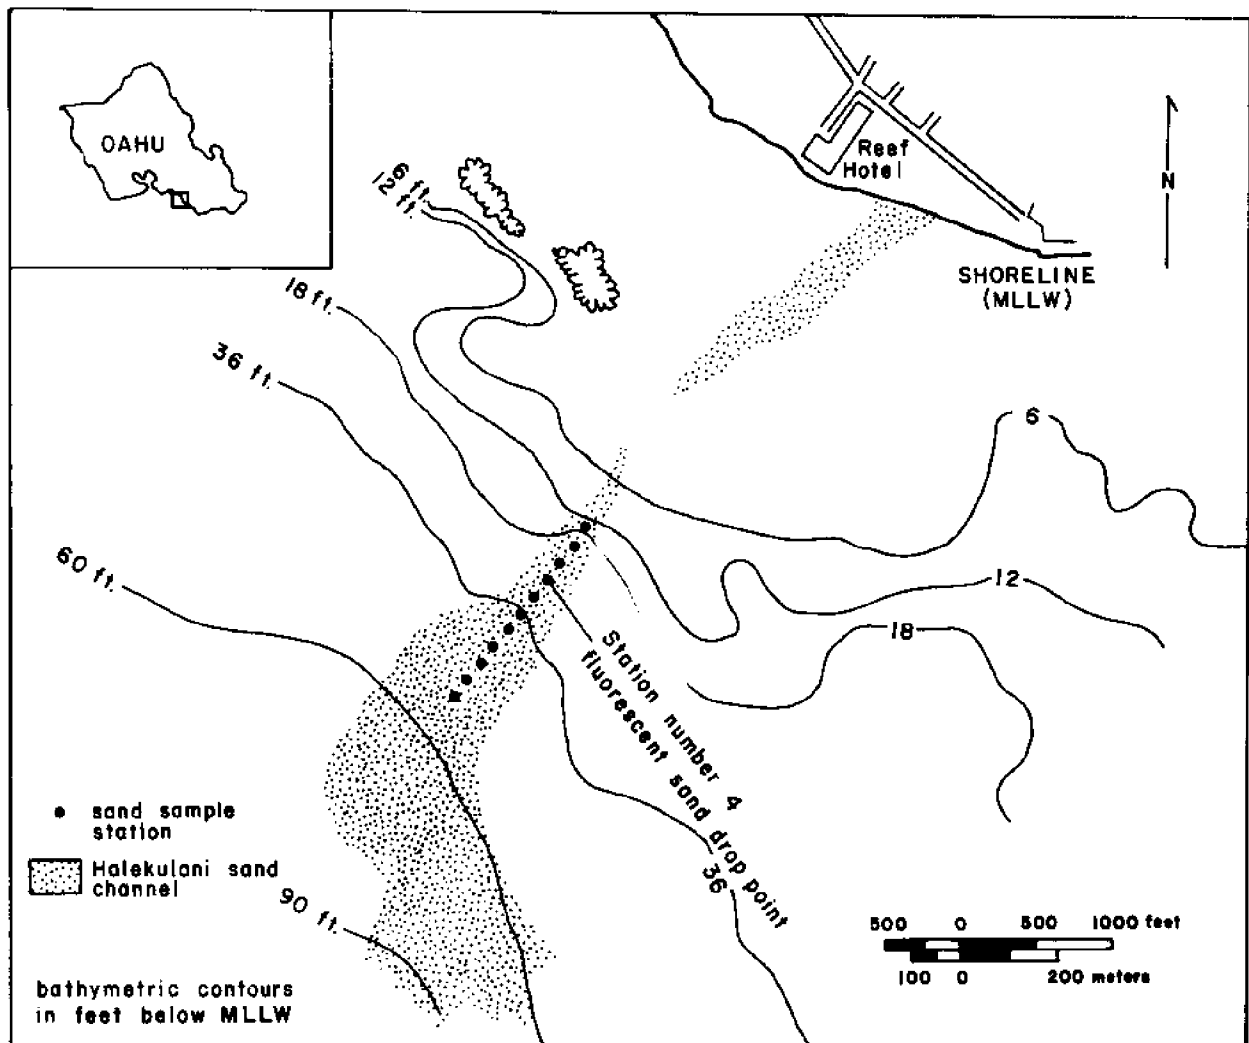 OAHU
Reef
Hotel
N
SHORELINE
(MLLW)
6 ft.
12 ft.
18 ft.
36 ft.
60 ft.
90 ft.
6
12
18
36
Station number 4
fluorescent sand drop point
sand sample
station
Halekulani sand
channel
bathymetric contours
in feet below MLLW
500 0 500 1000 feet
100 0 200 meters